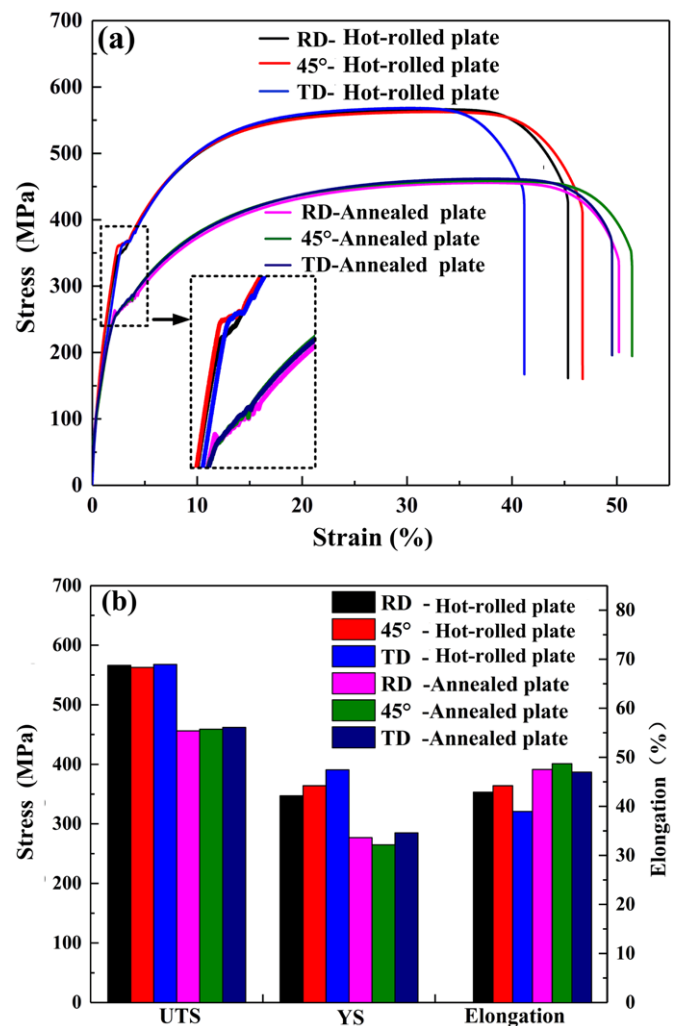 (a)
RD- Hot-rolled plate
45°- Hot-rolled plate
TD- Hot-rolled plate
RD-Annealed plate
45°-Annealed plate
TD-Annealed plate
700
600
500
400
300
200
100
0
Stress (MPa)
0
10
20
30
40
50
Strain (%)
(b)
RD - Hot-rolled plate
45° - Hot-rolled plate
TD - Hot-rolled plate
RD -Annealed plate
45° -Annealed plate
TD -Annealed plate
700
600
500
400
300
200
100
0
Stress (MPa)
80
70
60
50
40
30
20
10
0
Elongation (%)
UTS
YS
Elongation